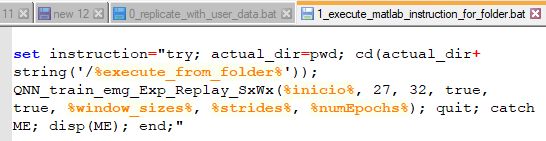 11 new 12 0_replicate_with_user_data.bat 1_execute_matlab_instruction_for_folder.bat
set instruction="try; actual_dir=pwd; cd(actual_dir+
string('/%execute_from_folder%'));
QNN_train_emg_Exp_Replay_SxWx(%inicio%, 27, 32, true,
true, %window_sizes%, %strides%, %numEpochs%); quit; catch
ME; disp(ME); end;"